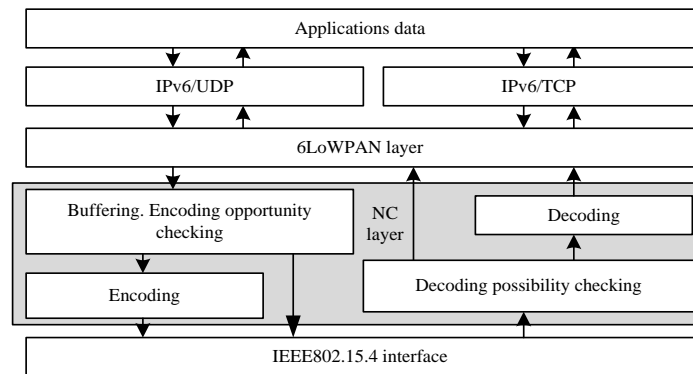 Applications data
IPv6/UDP
IPv6/TCP
6LoWPAN layer
Buffering. Encoding opportunity
checking
NC
layer
Decoding
Encoding
Decoding possibility checking
IEEE802.15.4 interface